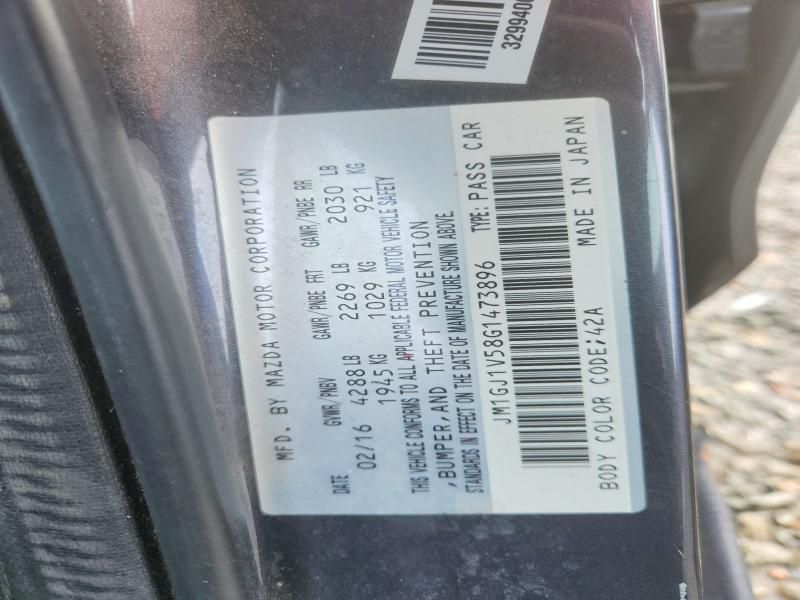 3299400
MFD. BY MAZDA MOTOR CORPORATION
DATE GVWR/PNBV GAWR/PNBE FRT GAWR/PNBE RR
02/16 4288 LB 2269 LB 2030 LB
1945 KG 1029 KG 921 KG
THIS VEHICLE CONFORMS TO ALL APPLICABLE FEDERAL MOTOR VEHICLE SAFETY
,BUMPER,AND THEFT PREVENTION
STANDARDS IN EFFECT ON THE DATE OF MANUFACTURE SHOWN ABOVE
JM1GJ1V58G1473896 TYPE: PASS CAR
BODY COLOR CODE;42A MADE IN JAPAN